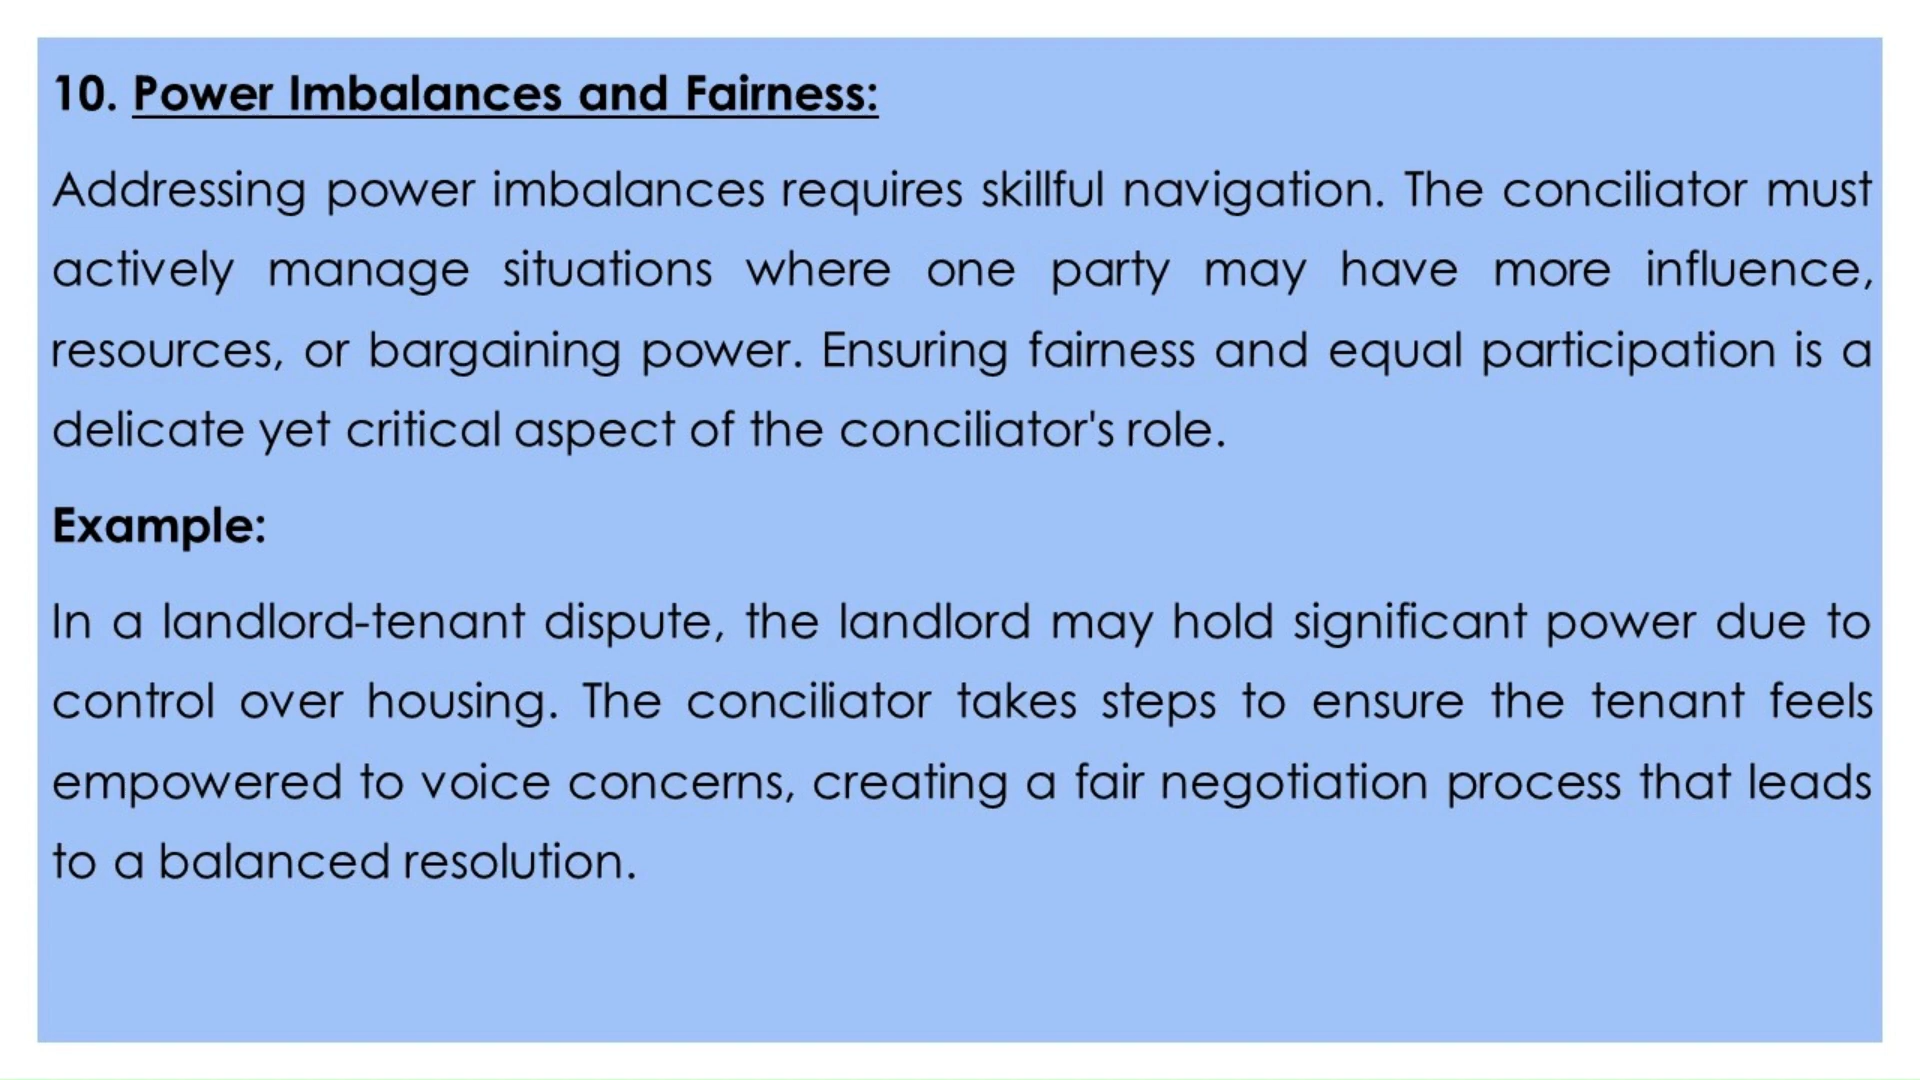 10. Power Imbalances and Fairness:
Addressing power imbalances requires skillful navigation. The conciliator must
actively manage situations where one party may have more influence,
resources, or bargaining power. Ensuring fairness and equal participation is a
delicate yet critical aspect of the conciliator's role.
Example:
In a landlord-tenant dispute, the landlord may hold significant power due to
control over housing. The conciliator takes steps to ensure the tenant feels
empowered to voice concerns, creating a fair negotiation process that leads
to a balanced resolution.